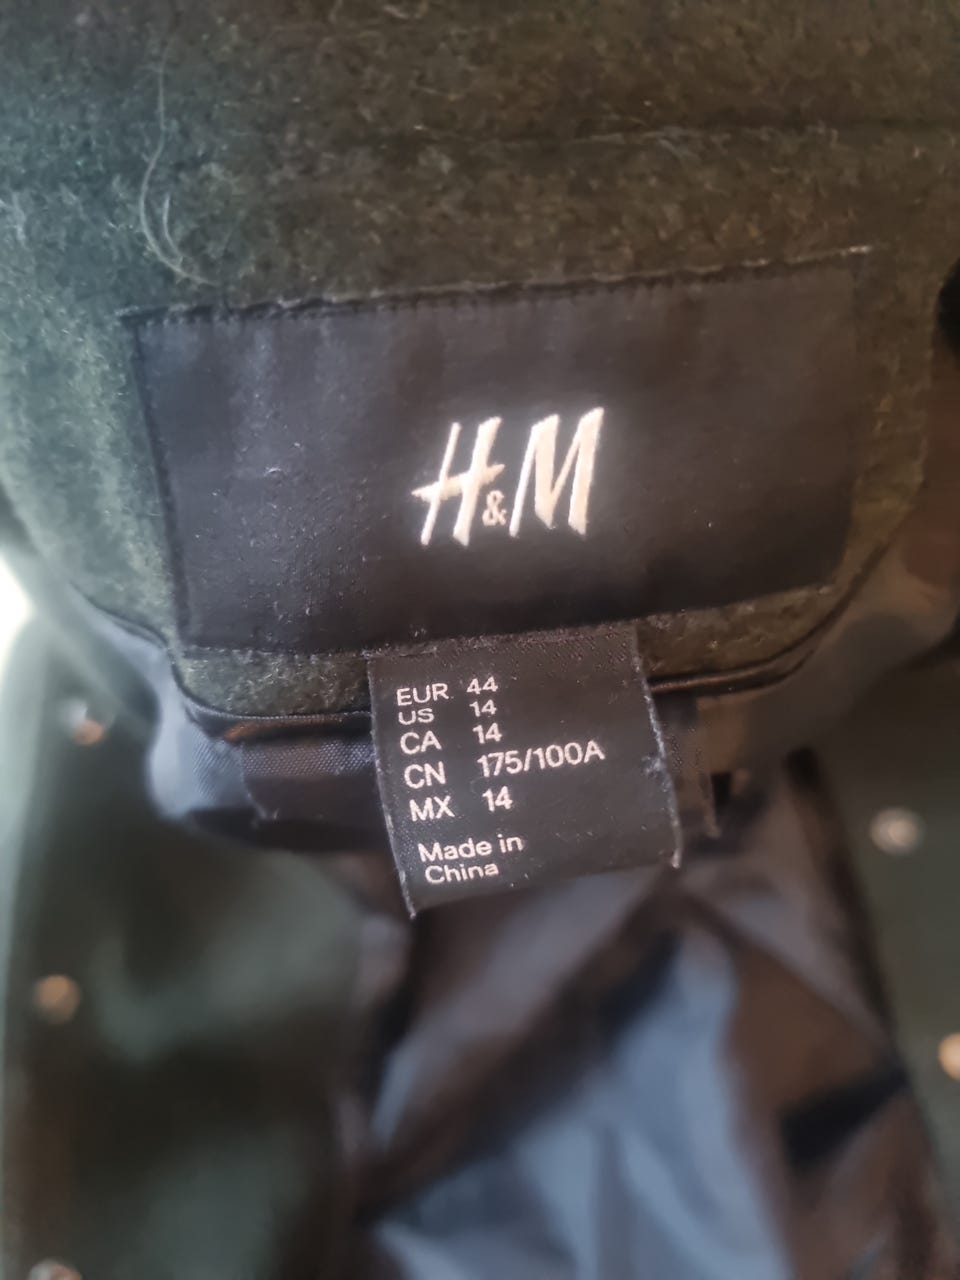 H&M
EUR 44
US 14
CA 14
CN 175/100A
MX 14
Made in
China